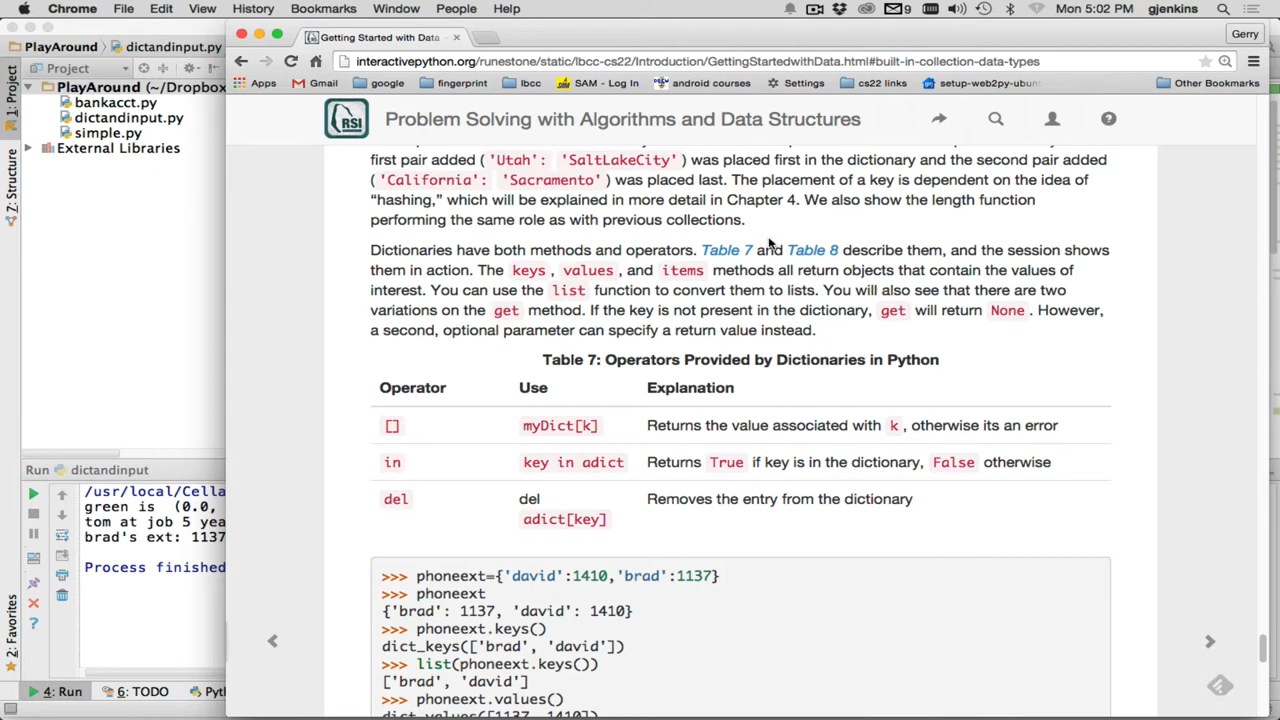 Chrome File Edit View History Bookmarks Window People Help 9 Mon 5:02 PM gjenkins
PlayAround dictandinput.py
Project
PlayAround (~/Dropbox
bankacct.py
dictandinput.py
simple.py
External Libraries
1: Project
7: Structure
2: Favorites
Run dictandinput
/usr/local/Cella
green is (0.0,
tom at job 5 yea
brad's ext: 1137
Process finished
4: Run 6: TODO Pyt
Getting Started with Data
Gerry
interactivepython.org/runestone/static/lbcc-cs22/Introduction/GettingStartedwithData.html#built-in-collection-data-types
Apps Gmail google fingerprint lbcc SAM - Log In android courses Settings cs22 links setup-web2py-ubun Other Bookmarks
RSI
Problem Solving with Algorithms and Data Structures
first pair added ('Utah': 'SaltLakeCity') was placed first in the dictionary and the second pair added
('California': 'Sacramento') was placed last. The placement of a key is dependent on the idea of
“hashing,” which will be explained in more detail in Chapter 4. We also show the length function
performing the same role as with previous collections.
Dictionaries have both methods and operators. Table 7 and Table 8 describe them, and the session shows
them in action. The keys, values, and items methods all return objects that contain the values of
interest. You can use the list function to convert them to lists. You will also see that there are two
variations on the get method. If the key is not present in the dictionary, get will return None. However,
a second, optional parameter can specify a return value instead.
Table 7: Operators Provided by Dictionaries in Python
Operator Use Explanation
[] myDict[k] Returns the value associated with k, otherwise its an error
in key in adict Returns True if key is in the dictionary, False otherwise
del del Removes the entry from the dictionary
adict[key]
>>> phoneext={'david':1410,'brad':1137}
>>> phoneext
{'brad': 1137, 'david': 1410}
>>> phoneext.keys()
dict_keys(['brad', 'david'])
>>> list(phoneext.keys())
['brad', 'david']
>>> phoneext.values()
dict_values([1137, 1410])